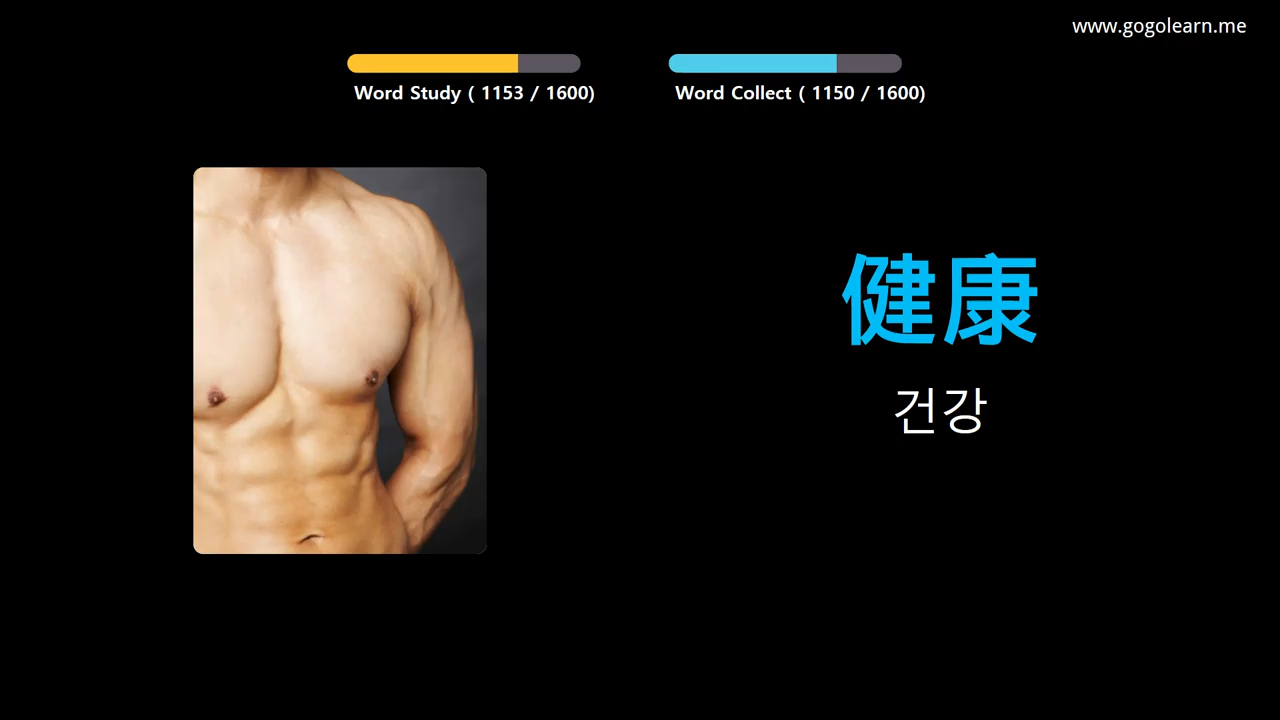 www.gogolearn.me
Word Study ( 1153 / 1600)
Word Collect ( 1150 / 1600)
健康
건강